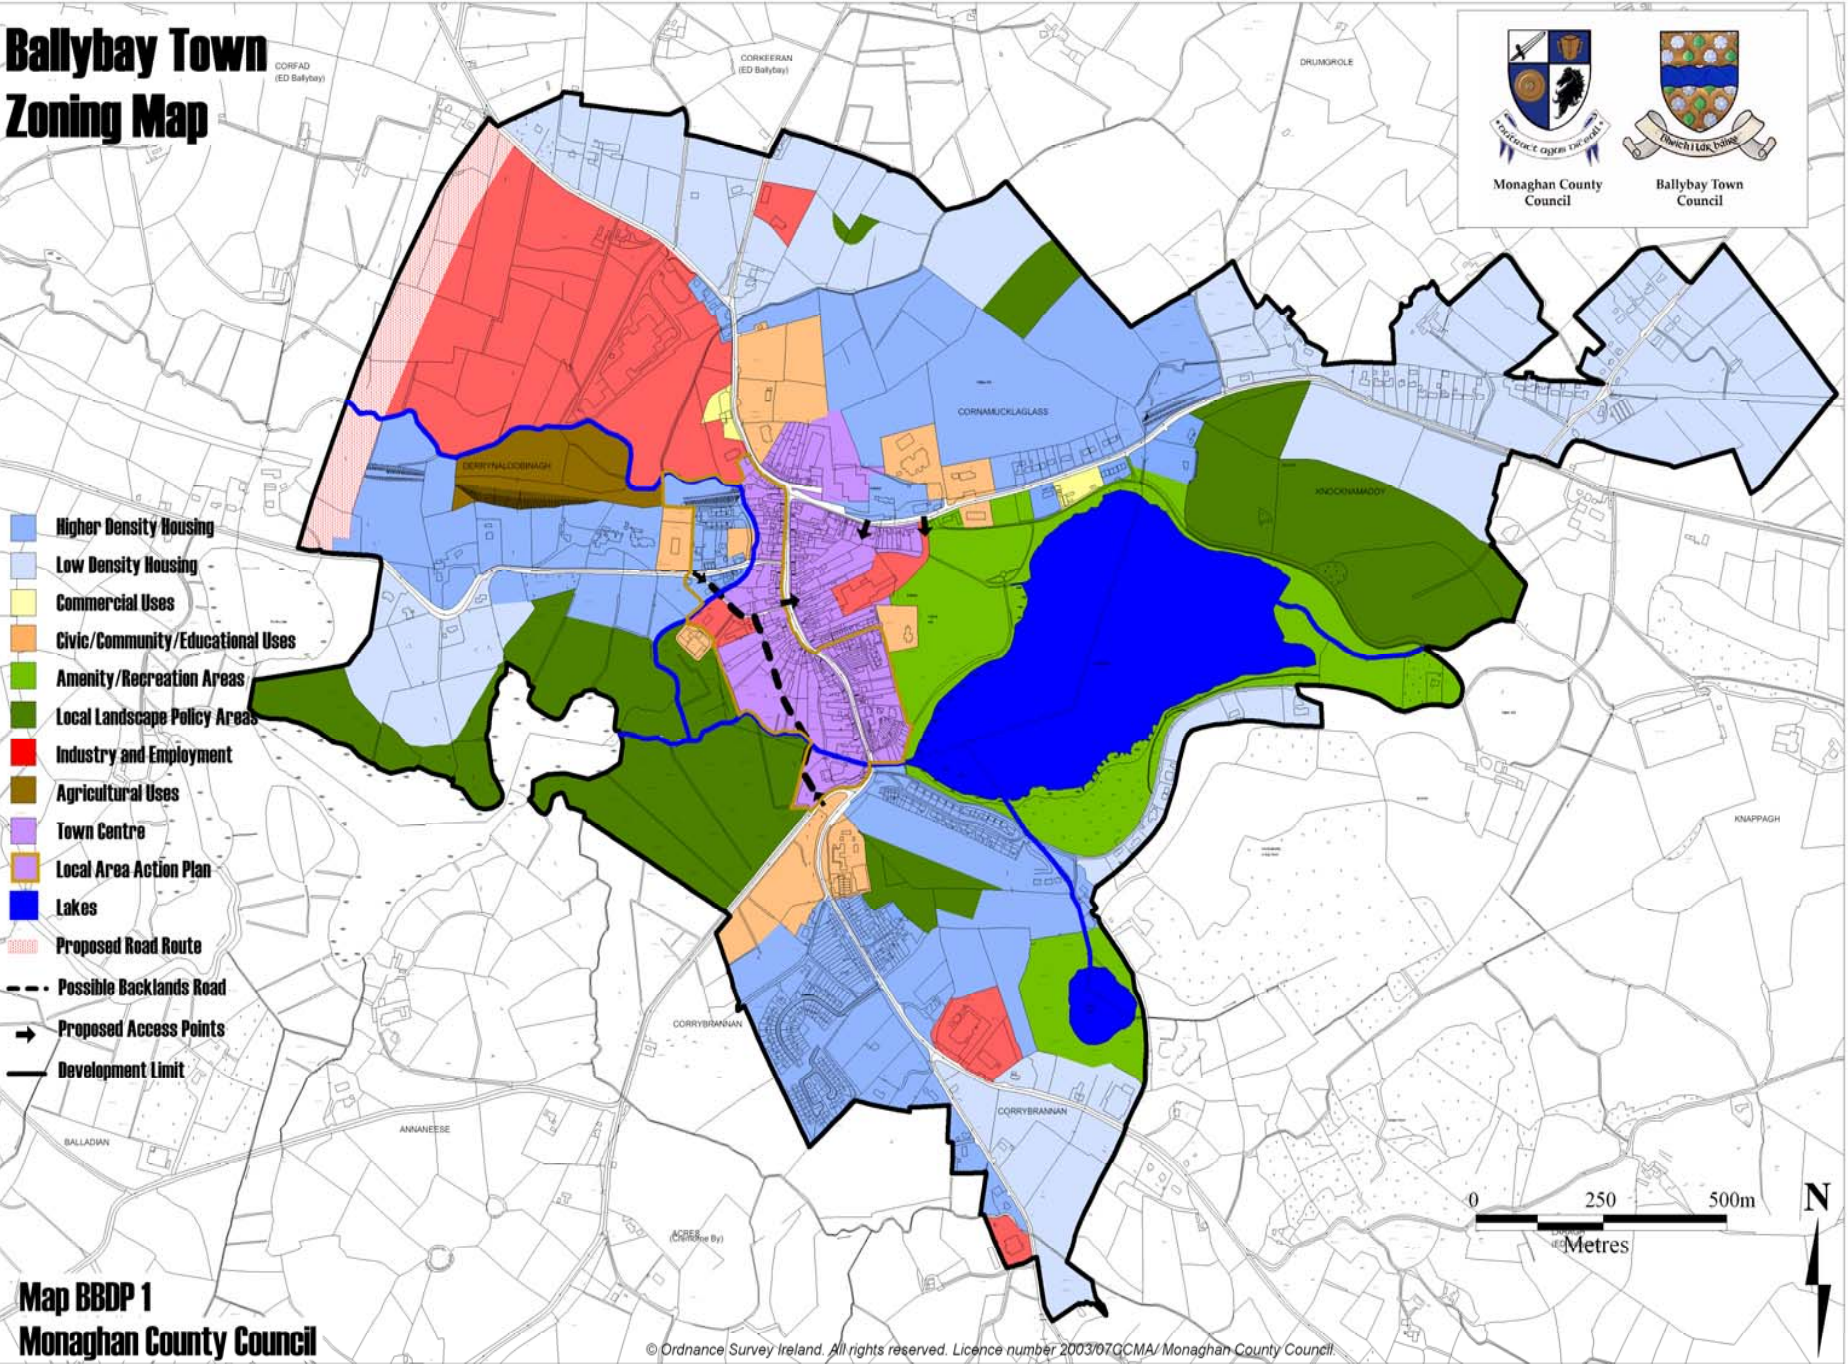 Ballybay Town
Zoning Map
CORFAD
(ED Ballybay)
CORKEERAN
(ED Ballybay)
DRUMGROLE
Monaghan County
Council
Ballybay Town
Council
CORNAMUCKLAGLASS
DERRYNALOOBINAGH
KNOCKNAMADDY
Higher Density Housing
Low Density Housing
Commercial Uses
Civic/Community/Educational Uses
Amenity/Recreation Areas
Local Landscape Policy Areas
Industry and Employment
Agricultural Uses
Town Centre
Local Area Action Plan
Lakes
Proposed Road Route
Possible Backlands Road
Proposed Access Points
Development Limit
KNAPPAGH
CORRYBRANNAN
CORRYBRANNAN
ANNANEESE
BALLADIAN
ACRES
(Cremorne By)
0 250 500m
Metres
N
Map BBDP 1
Monaghan County Council
© Ordnance Survey Ireland. All rights reserved. Licence number 2003/07CCMA/ Monaghan County Council.